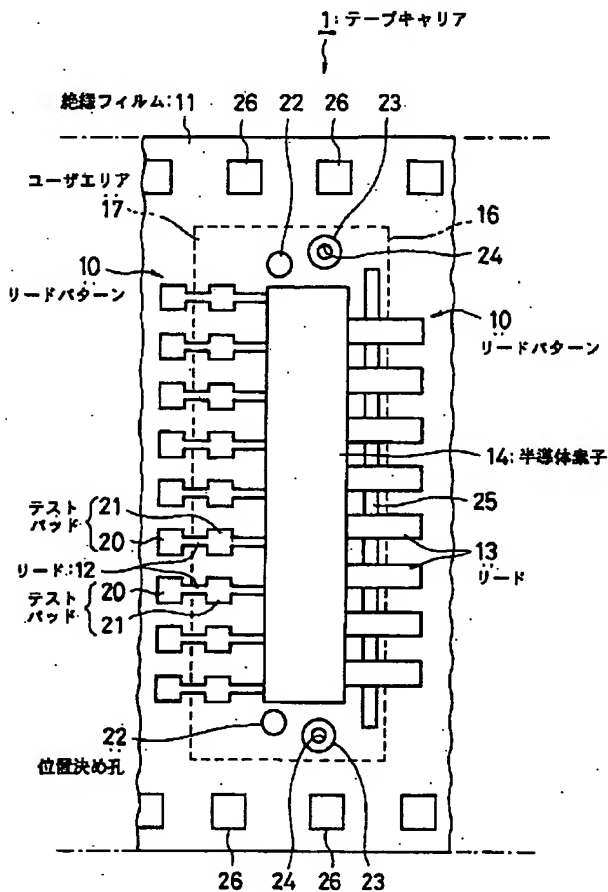 1:テープキャリア
絶縁フィルム:11
26
22
26
23
ユーザエリア
17
16
24
10
リードパターン
10
リードパターン
14:半導体素子
25
テスト
パッド
21
20
リード:12
13
リード
テスト
パッド
20
21
22
位置決め孔
24
23
26
26